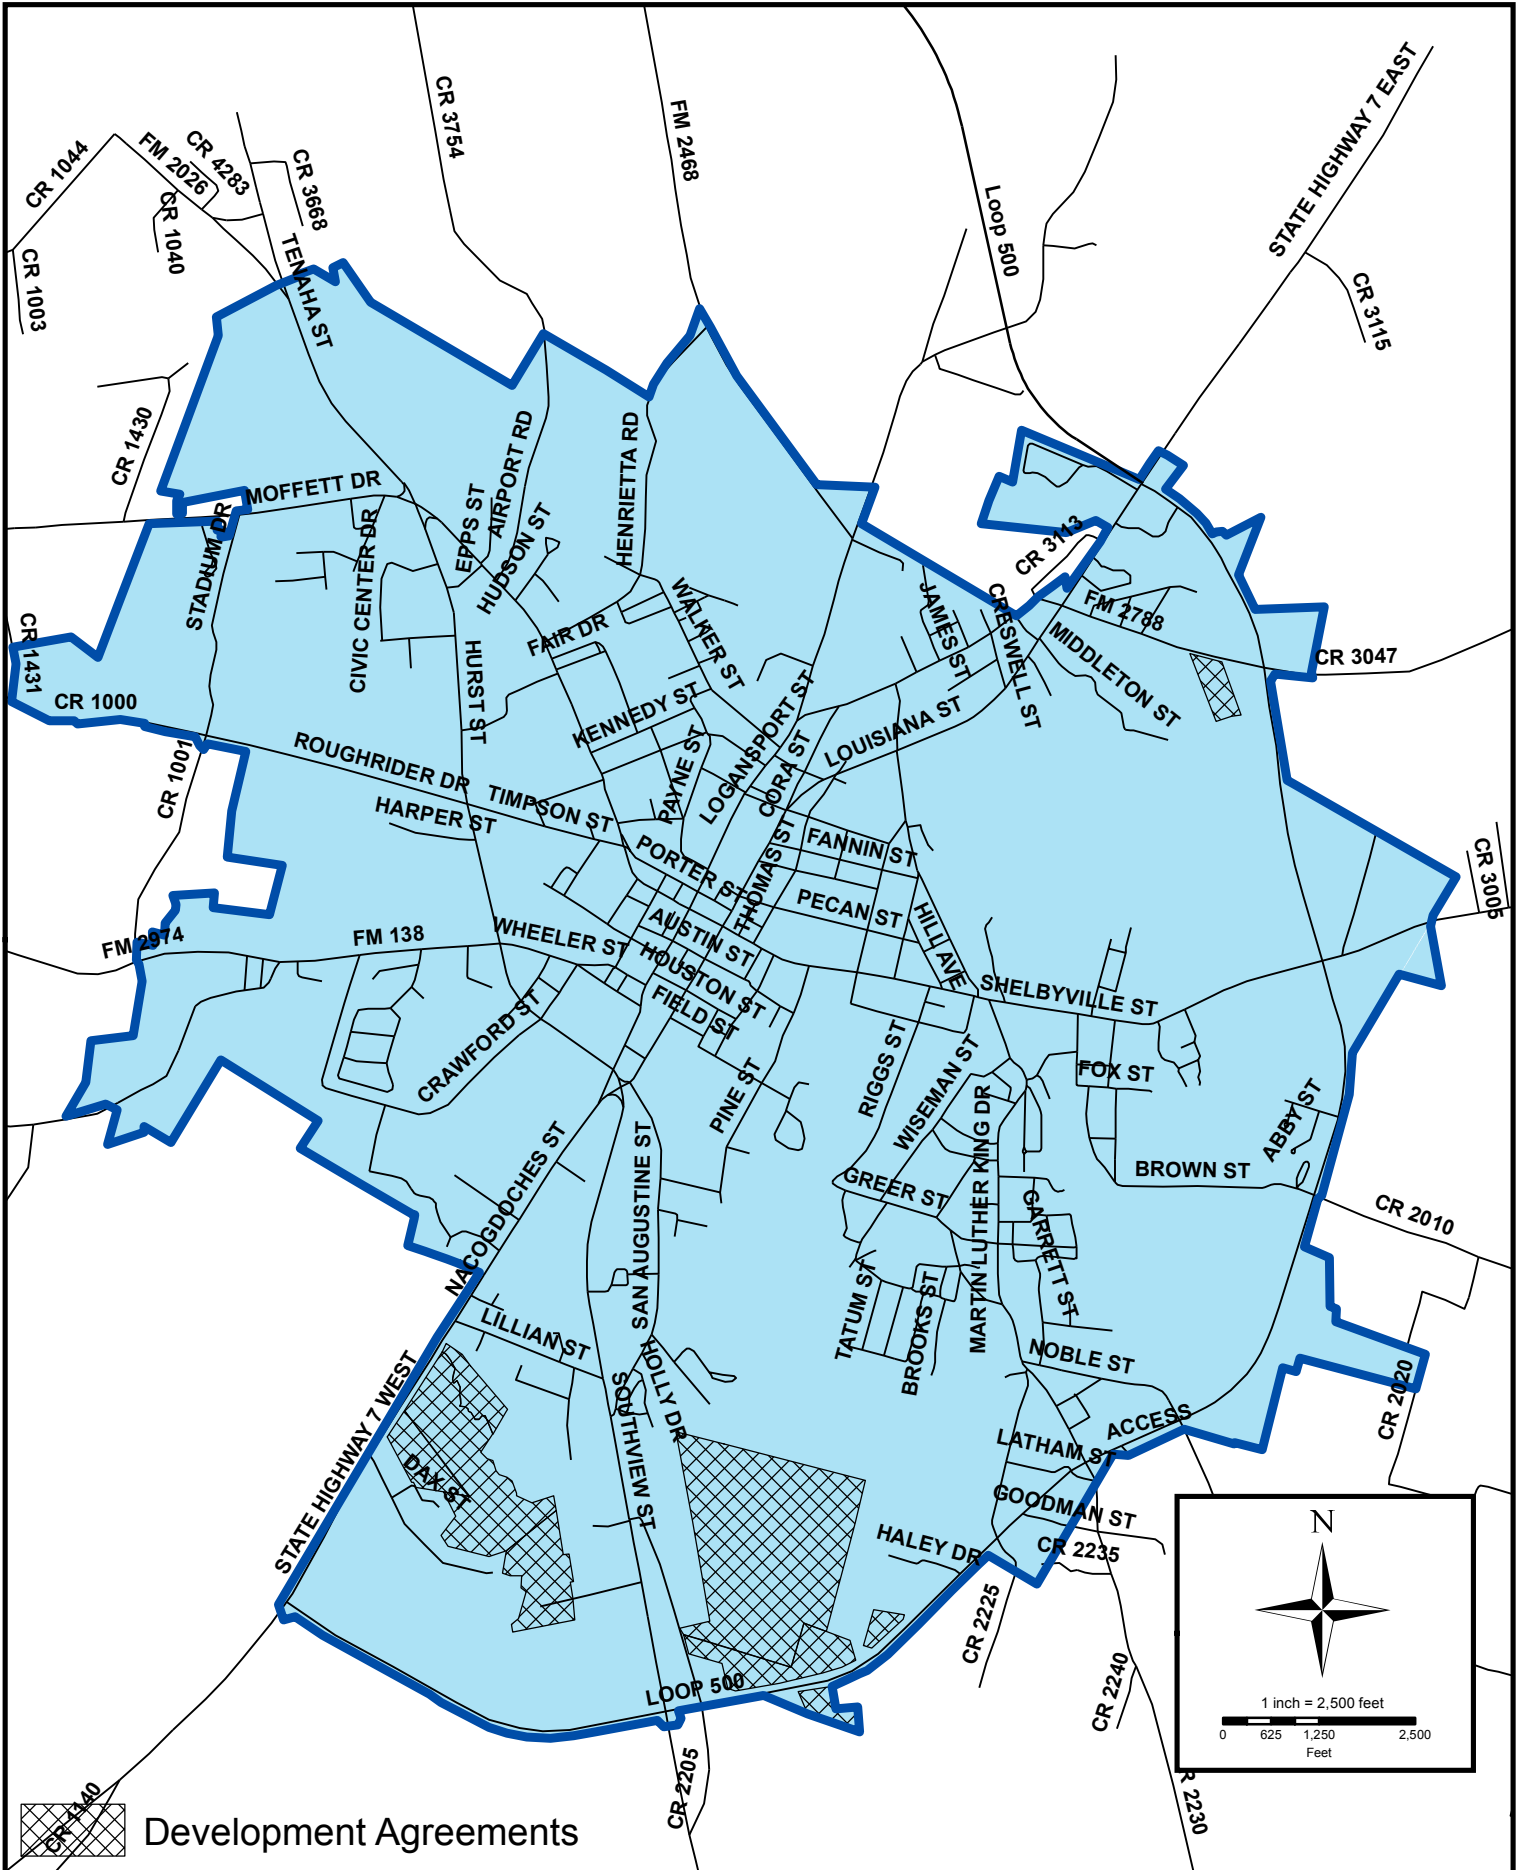 CR 3754
FM 2468
STATE HIGHWAY 7 EAST
CR 1044
FM 2026
CR 4283
CR 3668
CR 1040
CR 1003
TENAHA ST
Loop 500
CR 3115
CR 1430
MOFFETT DR
STADIUM DR
CIVIC CENTER DR
EPPS ST
AIRPORT RD
HUDSON ST
HENRIETTA RD
CR 3113
FM 2788
CR 3047
CR 1431
CR 1000
CR 1001
HURST ST
FAIR DR
WALKER ST
JAMES ST
CRESWELL ST
MIDDLETON ST
KENNEDY ST
PAYNE ST
LOGANSPORT ST
CORA ST
LOUISIANA ST
ROUGHRIDER DR
TIMPSON ST
HARPER ST
PORTER ST
THOMAS ST
FANNIN ST
PECAN ST
HILL AVE
CR 3005
FM 2974
FM 138
WHEELER ST
AUSTIN ST
HOUSTON ST
FIELD ST
SHELBYVILLE ST
CRAWFORD ST
PINE ST
RIGGS ST
WISEMAN ST
FOX ST
ABBY ST
BROWN ST
GREER ST
MARTIN LUTHER KING DR
GARRETT ST
CR 2010
NACOGDOCHES ST
SAN AUGUSTINE ST
TATUM ST
BROOKS ST
NOBLE ST
CR 2020
LILLIAN ST
HOLLY DR
SOUTHVIEW ST
STATE HIGHWAY 7 WEST
DAX ST
LATHAM ST
ACCESS
GOODMAN ST
HALEY DR
CR 2235
CR 2225
CR 2240
LOOP 500
CR 2205
CR 1140
R 2230
N
1 inch = 2,500 feet
0 625 1,250 2,500
Feet
Development Agreements